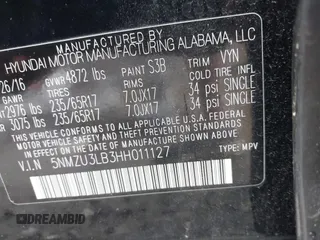 MANUFACTURED BY
HYUNDAI MOTOR MANUFACTURING ALABAMA, LLC
26/16 GVWR 4872 lbs PAINT S3B TRIM VYN
GAWR TIRES RIMS COLD TIRE INFLATION
2976 lbs 235/65R17 7.0JX17 34 psi SINGLE
3075 lbs 235/65R17 7.0JX17 34 psi SINGLE
THIS VEHICLE CONFORMS TO ALL APPLICABLE U.S. FEDERAL
MOTOR VEHICLE SAFETY, BUMPER, AND THEFT
PREVENTION STANDARDS IN EFFECT ON THE DATE OF
MANUFACTURE SHOWN ABOVE.
V.I.N 5NMZU3LB3HH011127 TYPE: MPV
DREAMBID